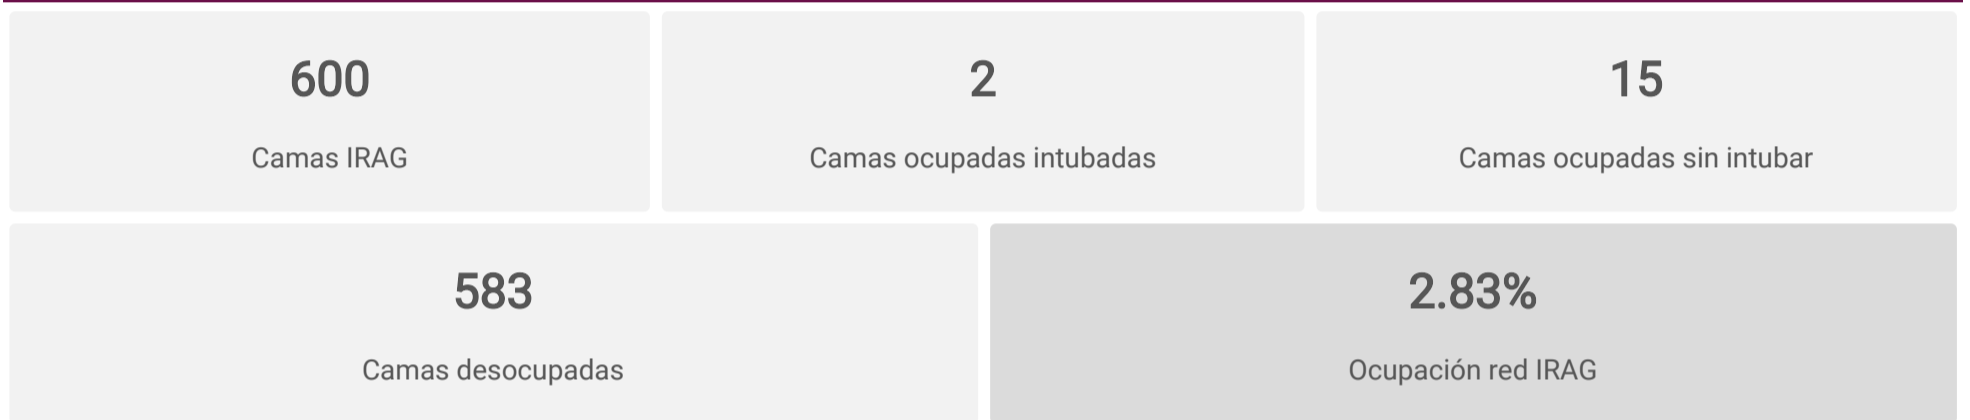 600
Camas IRAG
2
Camas ocupadas intubadas
15
Camas ocupadas sin intubar
583
Camas desocupadas
2.83%
Ocupación red IRAG